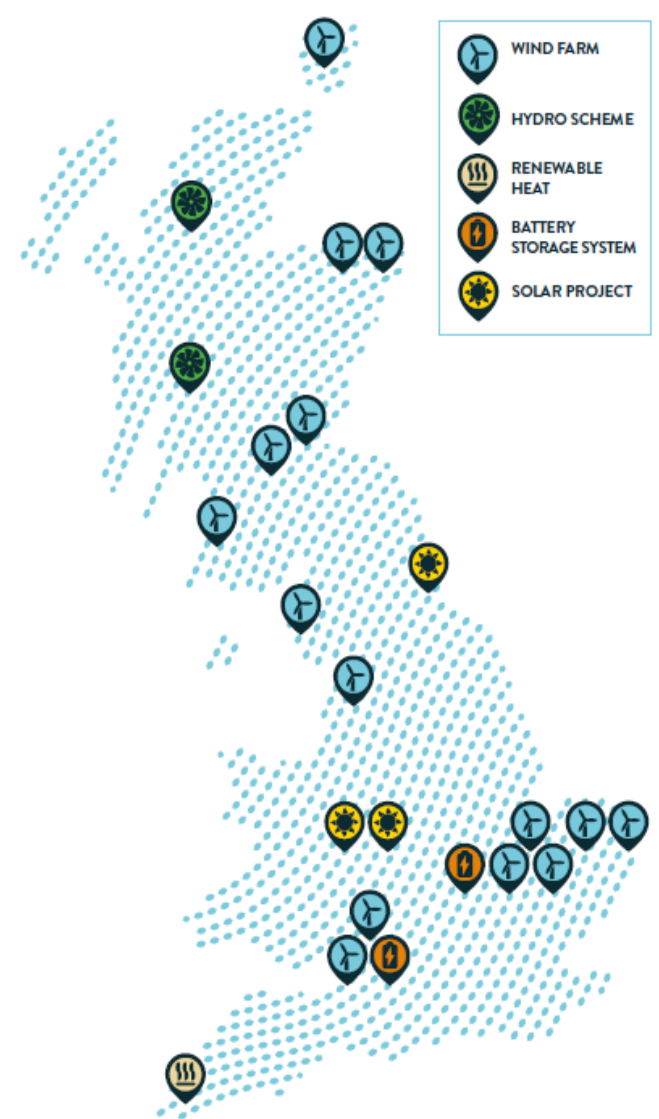 WIND FARM
HYDRO SCHEME
RENEWABLE
HEAT
BATTERY
STORAGE SYSTEM
SOLAR PROJECT